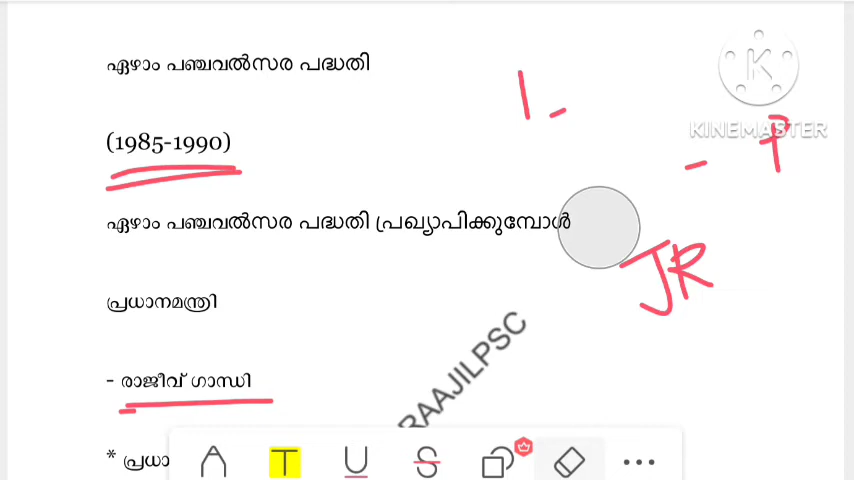 ഏഴാം പഞ്ചവൽസര പദ്ധതി
1 -
KINEMASTER
(1985-1990)
- P
ഏഴാം പഞ്ചവൽസര പദ്ധതി പ്രഖ്യാപിക്കുമ്പോൾ
JR
പ്രധാനമന്ത്രി
- രാജീവ് ഗാന്ധി
RAAJILPSC
* പ്രധാ